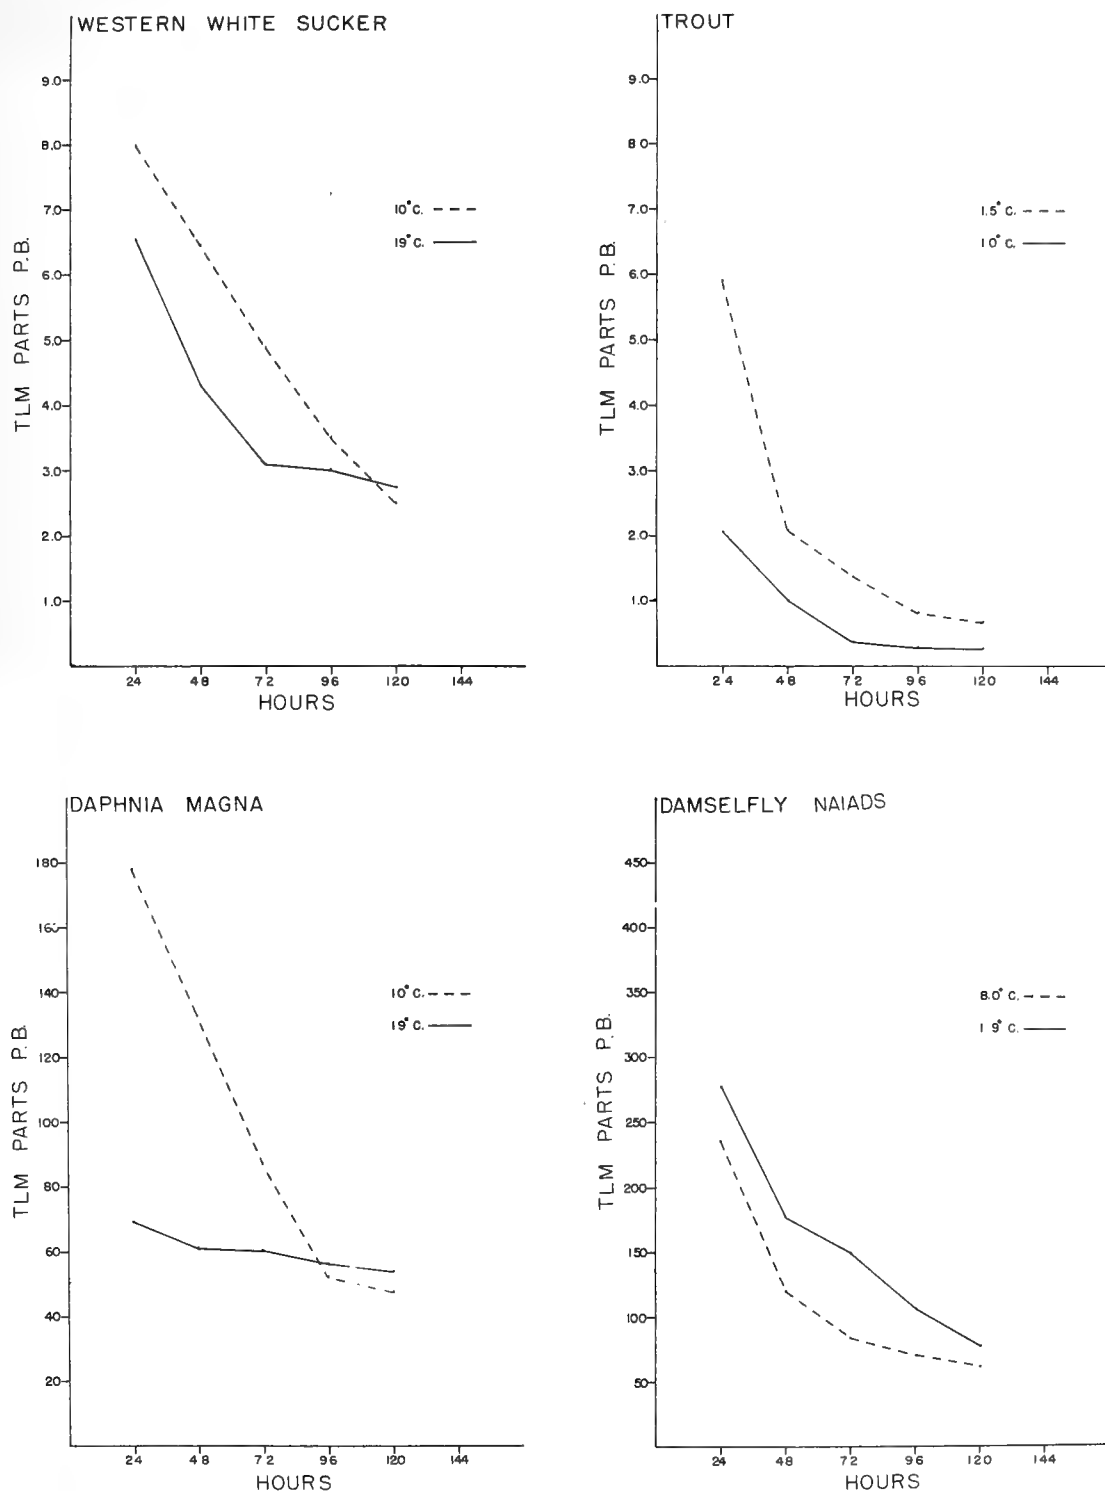 WESTERN WHITE SUCKER
9.0
8.0
7.0
6.0
5.0
4.0
3.0
2.0
1.0
TLM PARTS P.B.
10°C.
19°C.
24 48 72 96 120 144
HOURS
TROUT
9.0
8.0
7.0
6.0
5.0
4.0
3.0
2.0
1.0
TLM PARTS P.B.
1.5°C.
10°C.
24 48 72 96 120 144
HOURS
DAPHNIA MAGNA
180
160
140
120
100
80
60
40
20
TLM PARTS P.B.
10°C.
19°C.
24 48 72 96 120 144
HOURS
DAMSELFLY NAIADS
450
400
350
300
250
200
150
100
50
TLM PARTS P.B.
8.0°C.
19°C.
24 48 72 96 120 144
HOURS